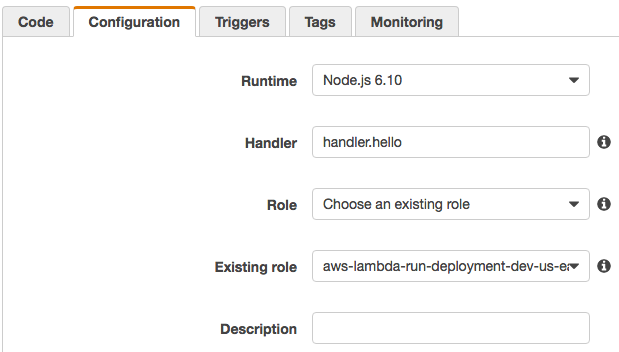 Code Configuration Triggers Tags Monitoring
Runtime Node.js 6.10
Handler handler.hello
Role Choose an existing role
Existing role aws-lambda-run-deployment-dev-us-e
Description